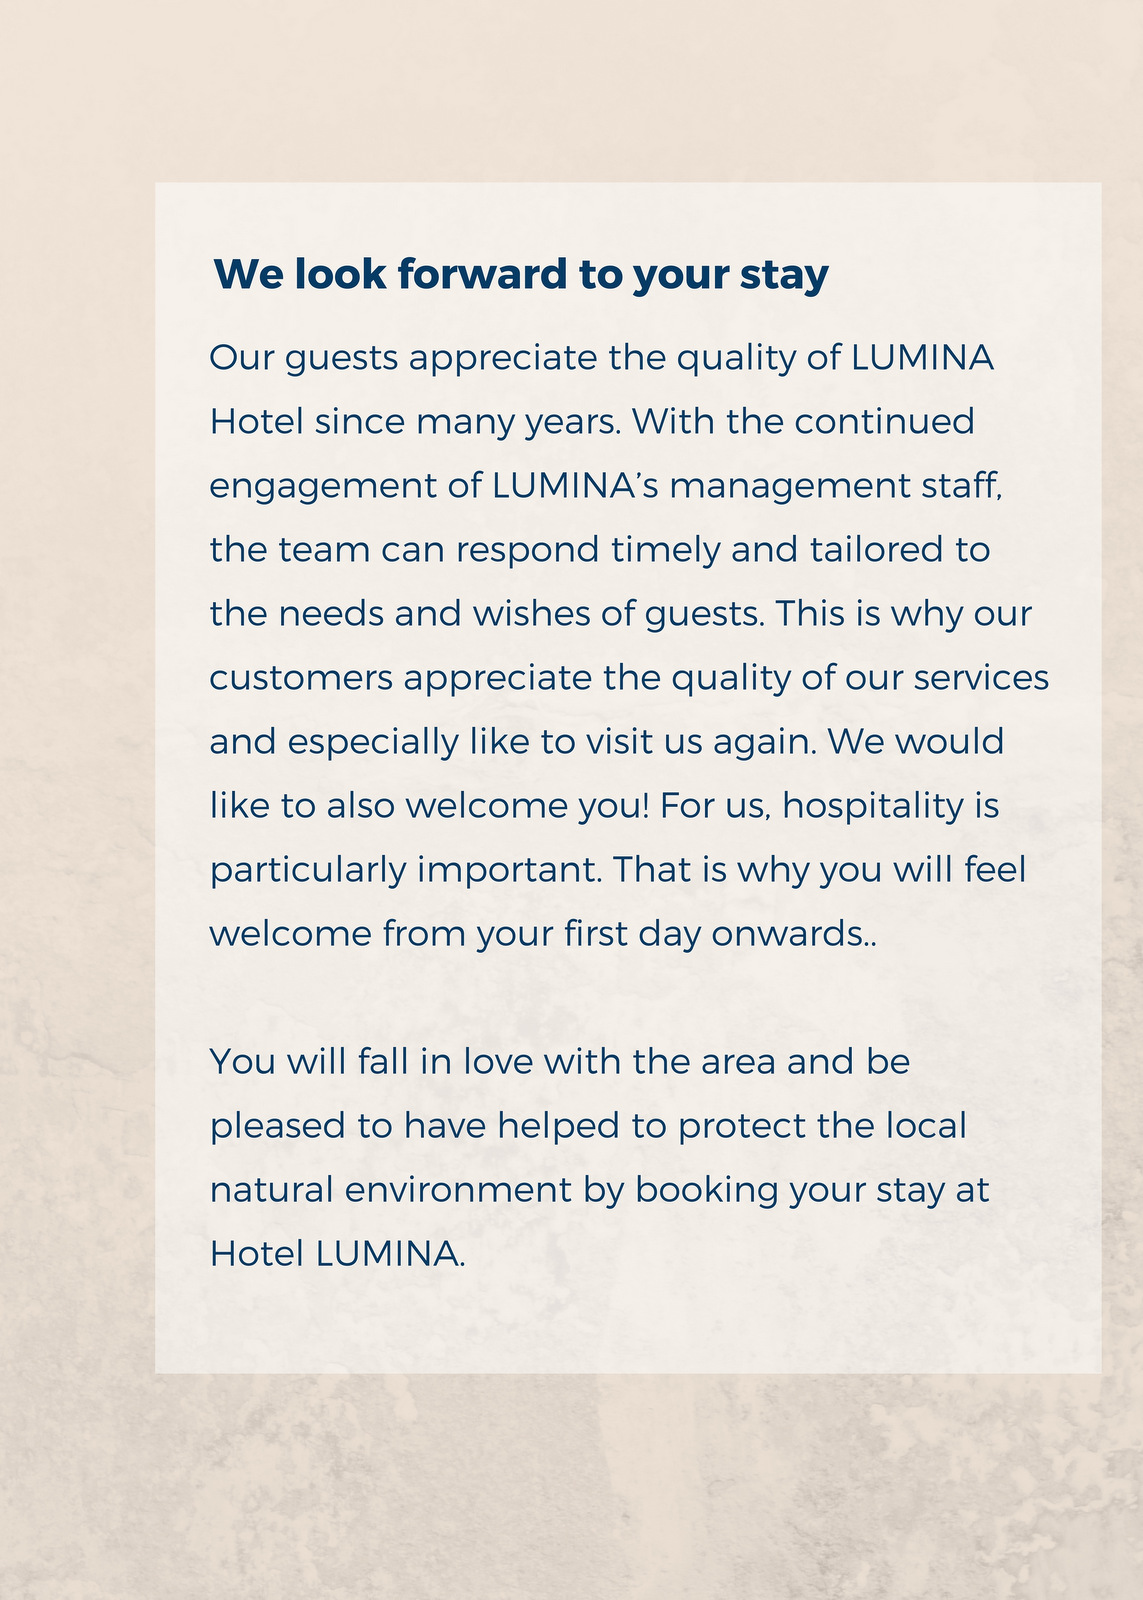 We look forward to your stay
Our guests appreciate the quality of LUMINA
Hotel since many years. With the continued
engagement of LUMINA’s management staff,
the team can respond timely and tailored to
the needs and wishes of guests. This is why our
customers appreciate the quality of our services
and especially like to visit us again. We would
like to also welcome you! For us, hospitality is
particularly important. That is why you will feel
welcome from your first day onwards..
You will fall in love with the area and be
pleased to have helped to protect the local
natural environment by booking your stay at
Hotel LUMINA.